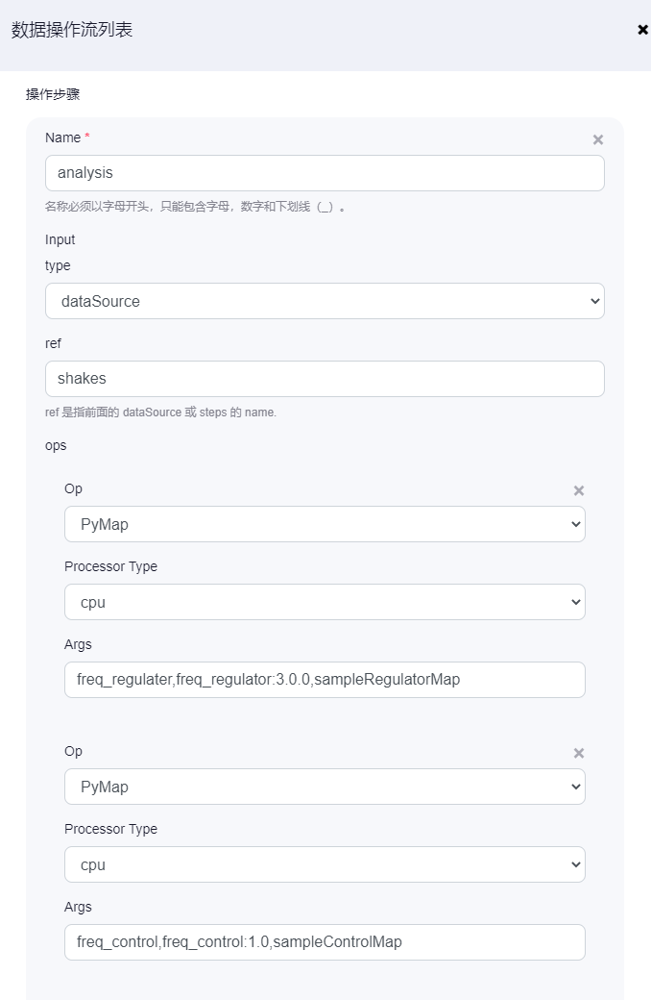 数据操作流列表
操作步骤
Name *
analysis
名称必须以字母开头，只能包含字母，数字和下划线（_）。
Input
type
dataSource
ref
shakes
ref 是指前面的 dataSource 或 steps 的 name.
ops
Op
PyMap
Processor Type
cpu
Args
freq_regulater,freq_regulator:3.0.0,sampleRegulatorMap
Op
PyMap
Processor Type
cpu
Args
freq_control,freq_control:1.0,sampleControlMap